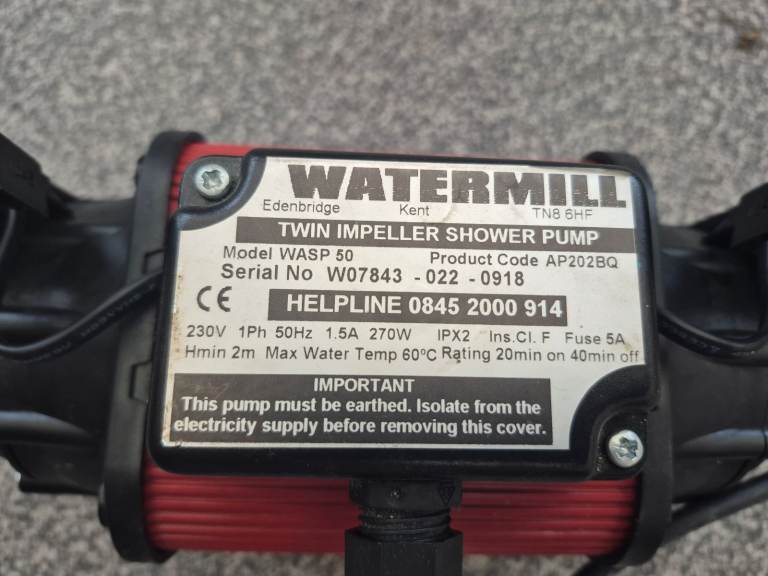 WATERMILL
Edenbridge Kent TN8 6HF
TWIN IMPELLER SHOWER PUMP
Model WASP 50 Product Code AP202BQ
Serial No W07843 - 022 - 0918
CE HELPLINE 0845 2000 914
230V 1Ph 50Hz 1.5A 270W IPX2 Ins.Cl. F Fuse 5A
Hmin 2m Max Water Temp 60°C Rating 20min on 40min off
IMPORTANT
This pump must be earthed. Isolate from the
electricity supply before removing this cover.